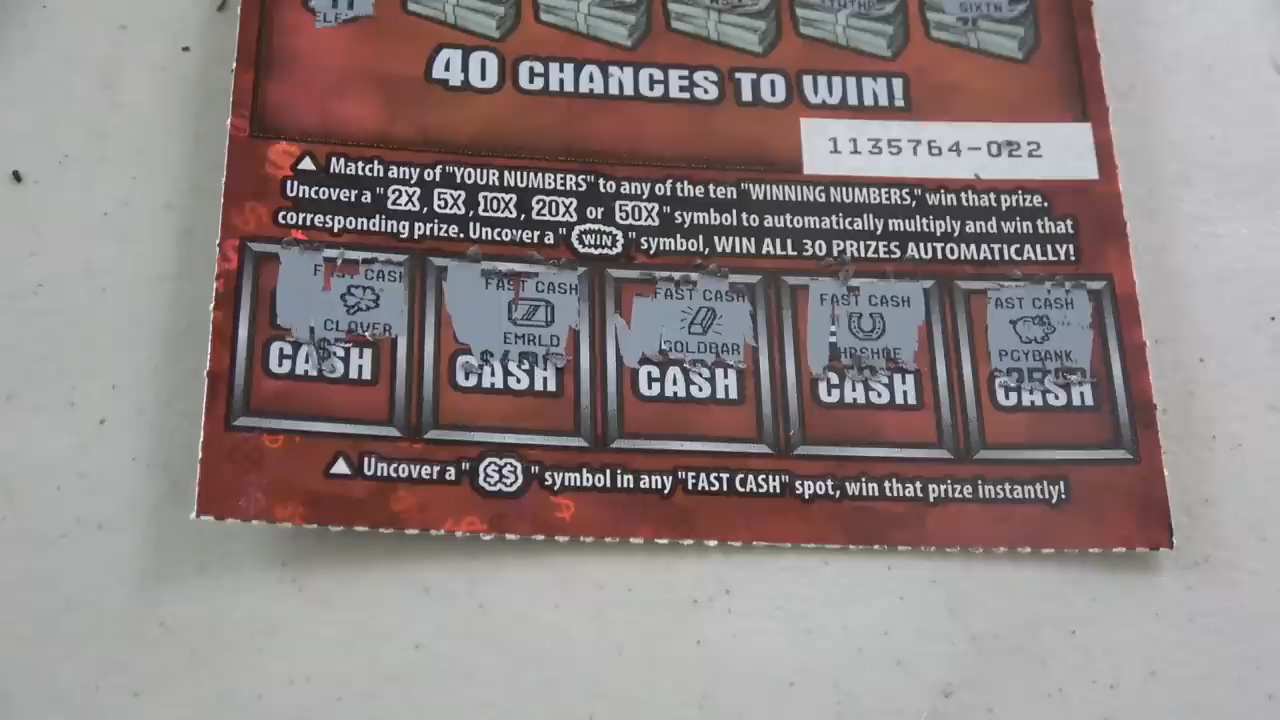 11
SIXTN
40 CHANCES TO WIN!
1135764-022
Match any of "YOUR NUMBERS" to any of the ten "WINNING NUMBERS," win that prize.
Uncover a "2X, 5X, 10X, 20X or 50X" symbol to automatically multiply and win that
corresponding prize. Uncover a "WIN" symbol, WIN ALL 30 PRIZES AUTOMATICALLY!
FAST CASH FAST CASH FAST CASH FAST CASH FAST CASH
CLOVER EMRLD GOLDBAR HRSHOE PGYBANK
CASH CASH CASH CASH CASH
Uncover a "$$" symbol in any "FAST CASH" spot, win that prize instantly!